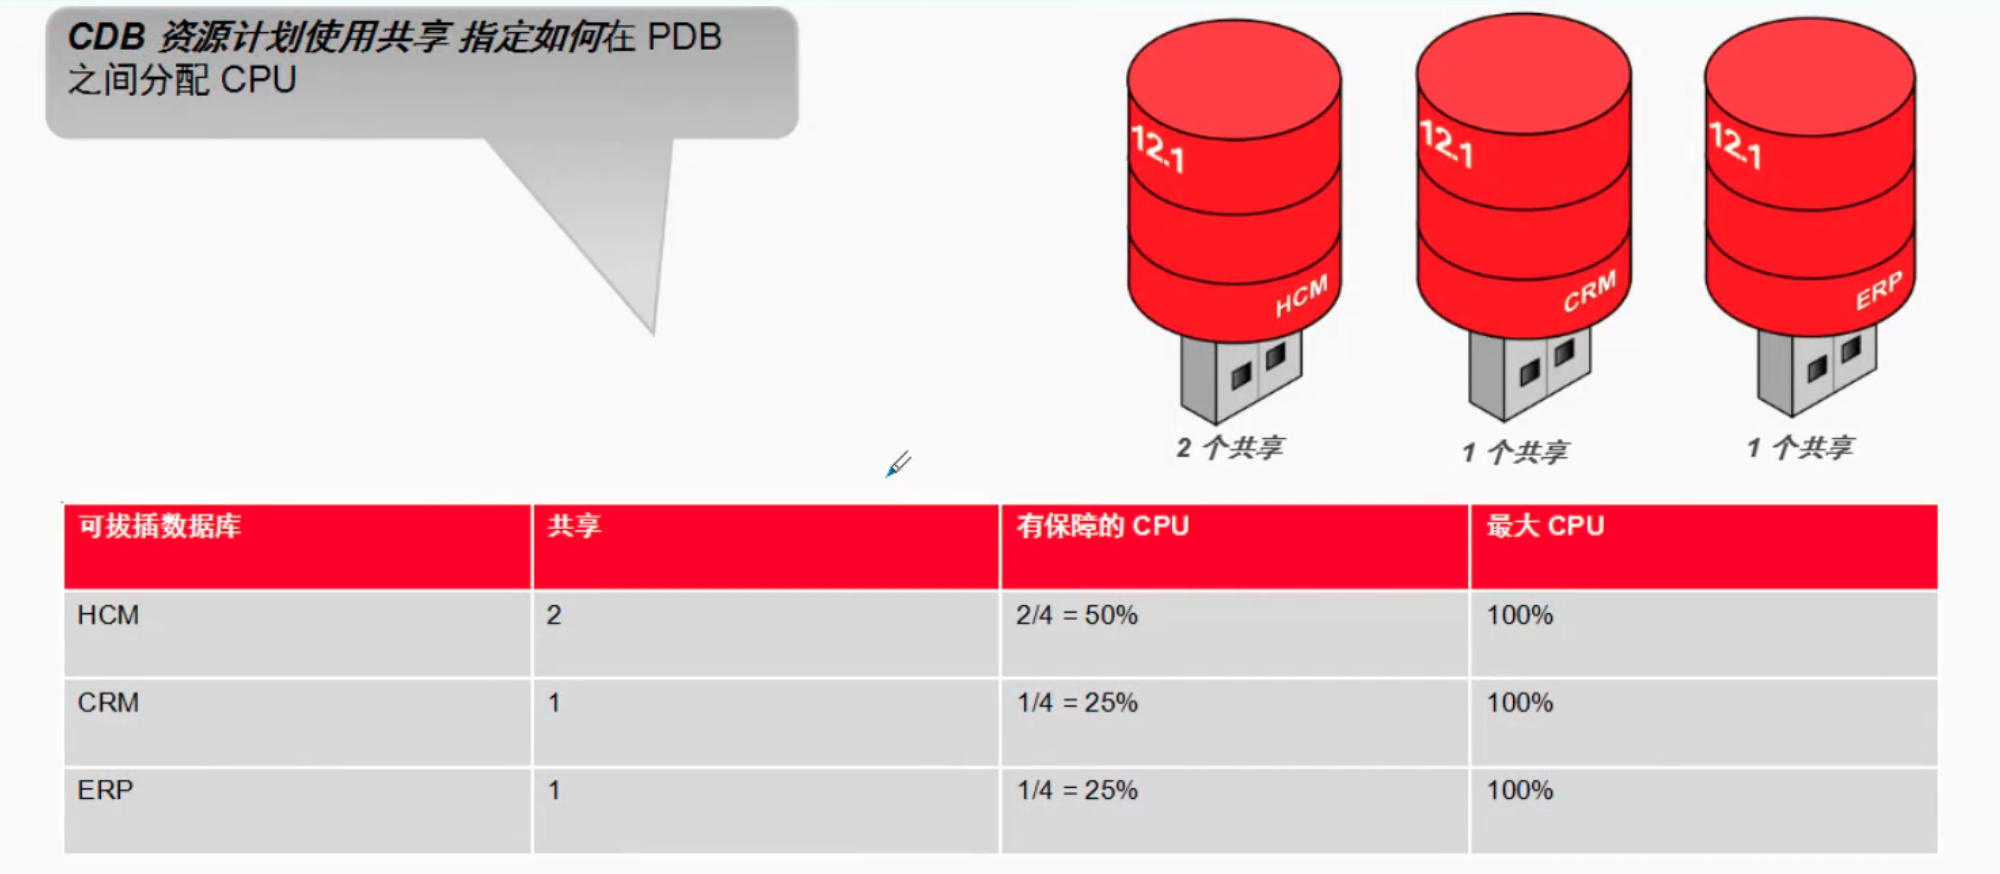 CDB 资源计划使用共享 指定如何在 PDB
之间分配 CPU
12.1
12.1
12.1
HCM
CRM
ERP
2 个共享
1 个共享
1 个共享
可拔插数据库 共享 有保障的 CPU 最大 CPU
HCM 2 2/4 = 50% 100%
CRM 1 1/4 = 25% 100%
ERP 1 1/4 = 25% 100%